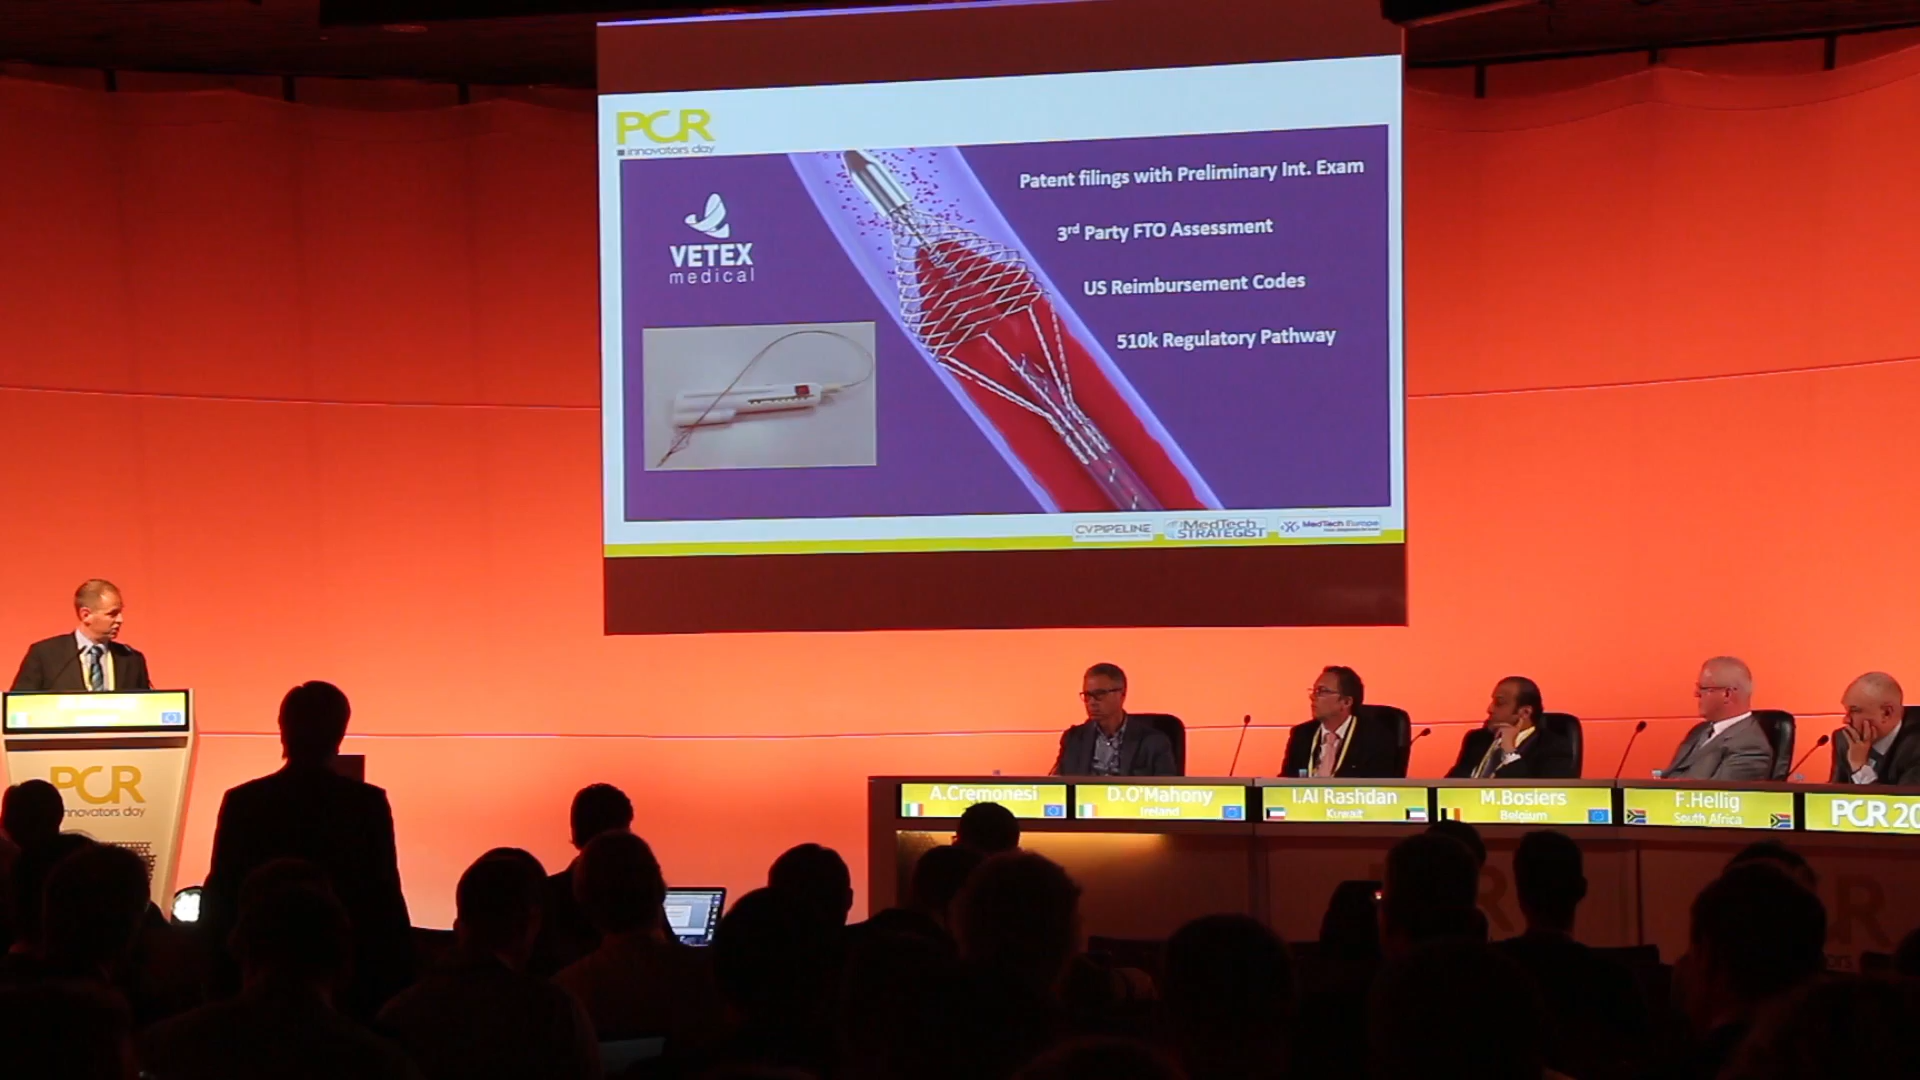 PCR
innovators day
VETEX
medical
Patent filings with Preliminary Int. Exam
3rd Party FTO Assessment
US Reimbursement Codes
510k Regulatory Pathway
CVPIPELINE
MedTech
STRATEGIST
MedTech Europe
PCR
innovators day
A.Cremonesi
D.O'Mahony
Ireland
I.Al Rashdan
Kuwait
M.Bosiers
Belgium
F.Hellig
South Africa
PCR 20